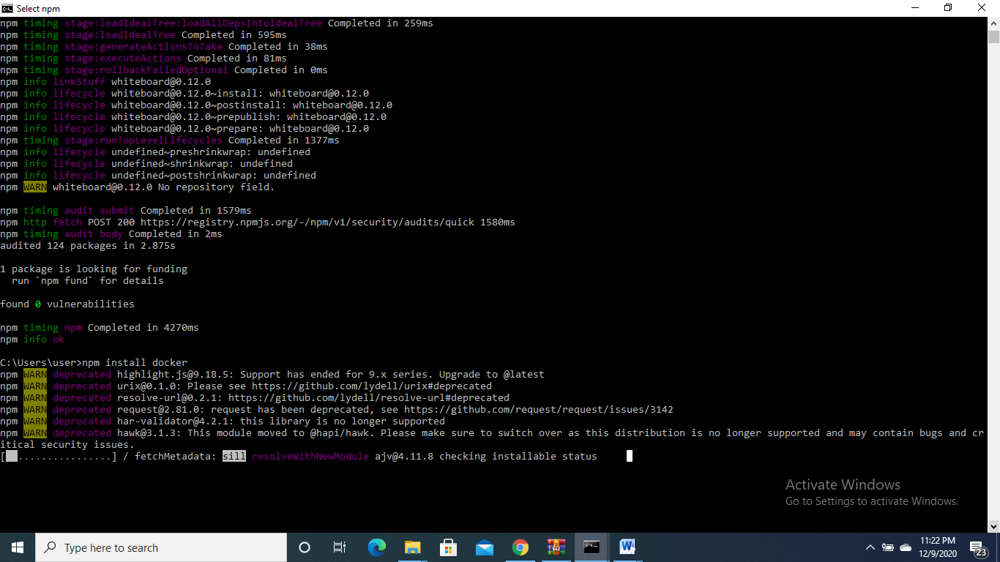 Select npm
npm timing stage:loadIdealTree:loadAllDepsIntoIdealTree Completed in 259ms
npm timing stage:loadIdealTree Completed in 595ms
npm timing stage:generateActionsToTake Completed in 38ms
npm timing stage:executeActions Completed in 81ms
npm timing stage:rollbackFailedOptional Completed in 0ms
npm info linkStuff whiteboard@0.12.0
npm info lifecycle whiteboard@0.12.0~install: whiteboard@0.12.0
npm info lifecycle whiteboard@0.12.0~postinstall: whiteboard@0.12.0
npm info lifecycle whiteboard@0.12.0~prepublish: whiteboard@0.12.0
npm info lifecycle whiteboard@0.12.0~prepare: whiteboard@0.12.0
npm timing stage:runTopLevelLifecycles Completed in 1377ms
npm info lifecycle undefined~preshrinkwrap: undefined
npm info lifecycle undefined~shrinkwrap: undefined
npm info lifecycle undefined~postshrinkwrap: undefined
npm WARN whiteboard@0.12.0 No repository field.
npm timing audit submit Completed in 1579ms
npm http fetch POST 200 https://registry.npmjs.org/-/npm/v1/security/audits/quick 1580ms
npm timing audit body Completed in 2ms
audited 124 packages in 2.875s
1 package is looking for funding
run `npm fund` for details
found 0 vulnerabilities
npm timing npm Completed in 4270ms
npm info ok
C:\Users\user>npm install docker
npm WARN deprecated highlight.js@9.18.5: Support has ended for 9.x series. Upgrade to @latest
npm WARN deprecated urix@0.1.0: Please see https://github.com/lydell/urix#deprecated
npm WARN deprecated resolve-url@0.2.1: https://github.com/lydell/resolve-url#deprecated
npm WARN deprecated request@2.81.0: request has been deprecated, see https://github.com/request/request/issues/3142
npm WARN deprecated har-validator@4.2.1: this library is no longer supported
npm WARN deprecated hawk@3.1.3: This module moved to @hapi/hawk. Please make sure to switch over as this distribution is no longer supported and may contain bugs and cr
itical security issues.
[  ................] / fetchMetadata: sill resolveWithNewModule ajv@4.11.8 checking installable status
Activate Windows
Go to Settings to activate Windows.
Type here to search
W
11:22 PM
12/9/2020
23